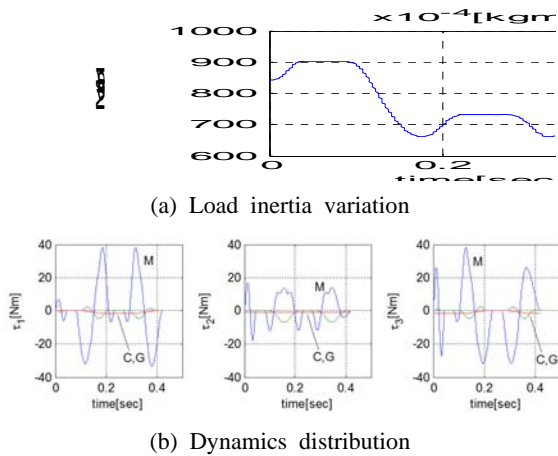 x10⁻⁴[kgm
1000
900
800
700
600
0
0.2
time[sec]
(a) Load inertia variation
40
20
0
-20
-40
τ1[Nm]
M
C,G
0
0.2
0.4
time[sec]
40
20
0
-20
-40
τ2[Nm]
M
C,G
0
0.2
0.4
time[sec]
40
20
0
-20
-40
τ3[Nm]
M
C,G
0
0.2
0.4
time[sec]
(b) Dynamics distribution